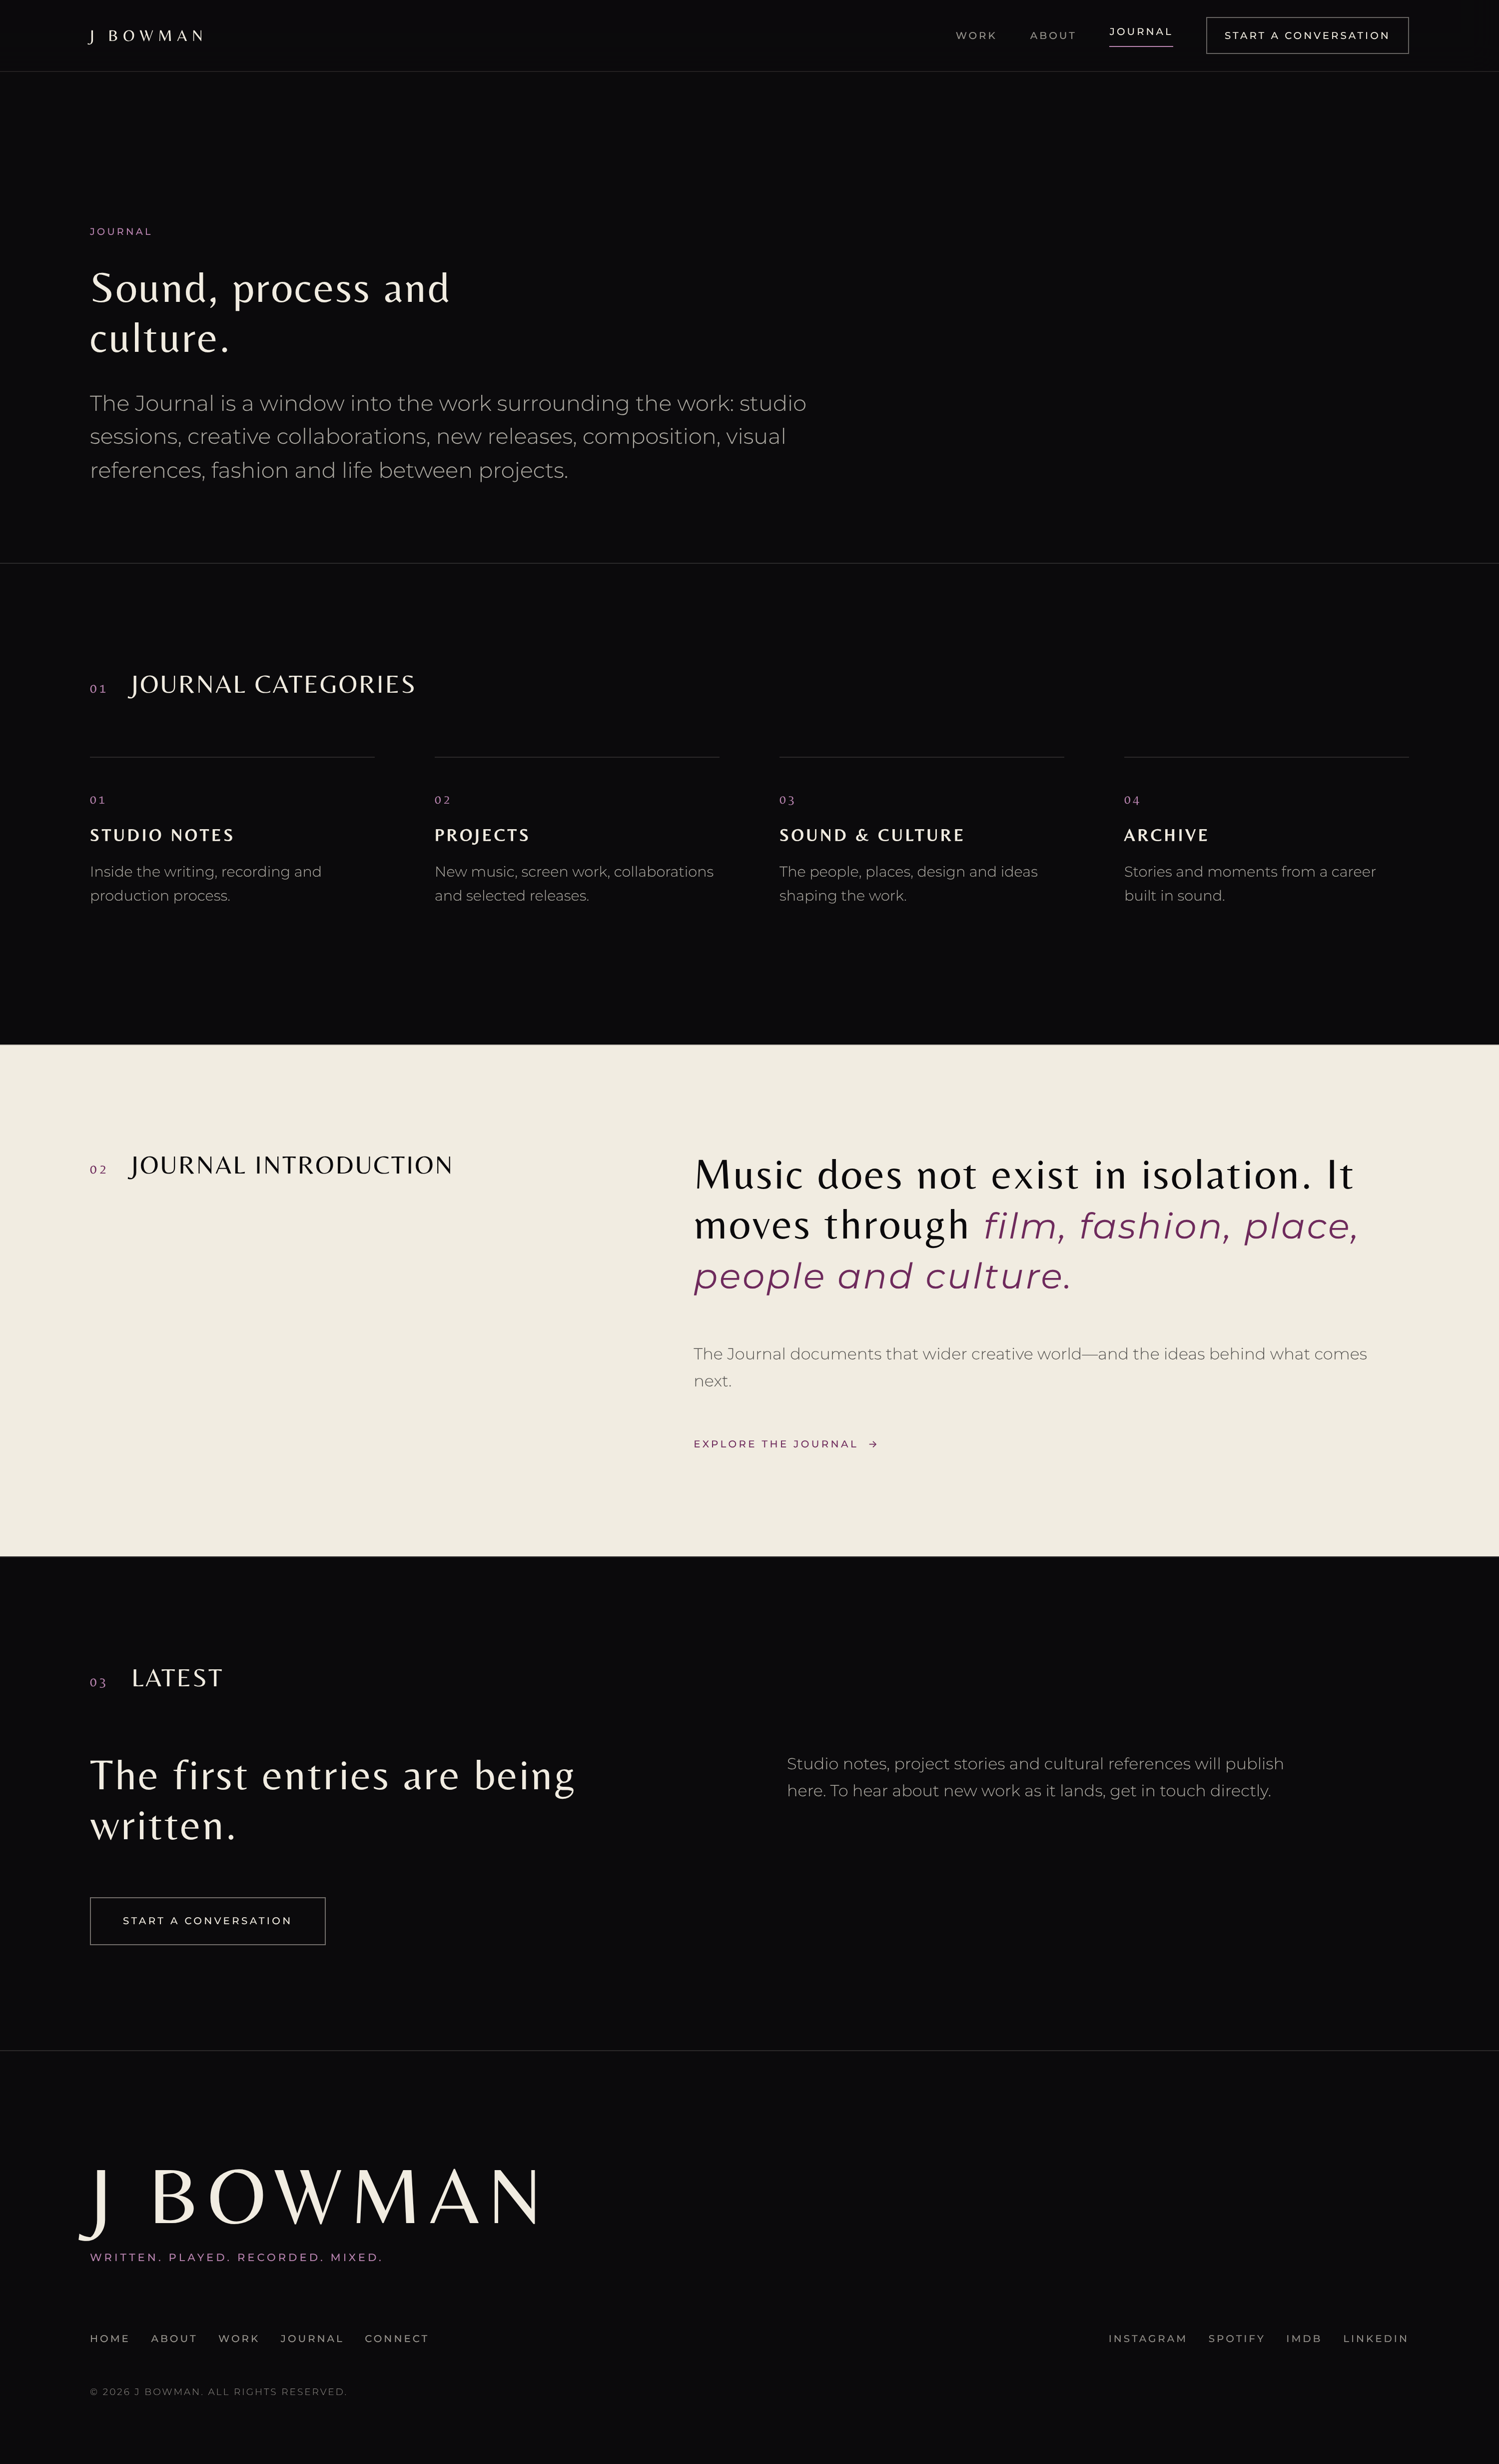 J BOWMAN
WORK ABOUT JOURNAL START A CONVERSATION
JOURNAL
Sound, process and
culture.
The Journal is a window into the work surrounding the work: studio
sessions, creative collaborations, new releases, composition, visual
references, fashion and life between projects.
01 JOURNAL CATEGORIES
01
STUDIO NOTES
Inside the writing, recording and
production process.
02
PROJECTS
New music, screen work, collaborations
and selected releases.
03
SOUND & CULTURE
The people, places, design and ideas
shaping the work.
04
ARCHIVE
Stories and moments from a career
built in sound.
02 JOURNAL INTRODUCTION
Music does not exist in isolation. It
moves through film, fashion, place,
people and culture.
The Journal documents that wider creative world—and the ideas behind what comes
next.
EXPLORE THE JOURNAL →
03 LATEST
The first entries are being
written.
Studio notes, project stories and cultural references will publish
here. To hear about new work as it lands, get in touch directly.
START A CONVERSATION
J BOWMAN
WRITTEN. PLAYED. RECORDED. MIXED.
HOME ABOUT WORK JOURNAL CONNECT
INSTAGRAM SPOTIFY IMDB LINKEDIN
© 2026 J BOWMAN. ALL RIGHTS RESERVED.